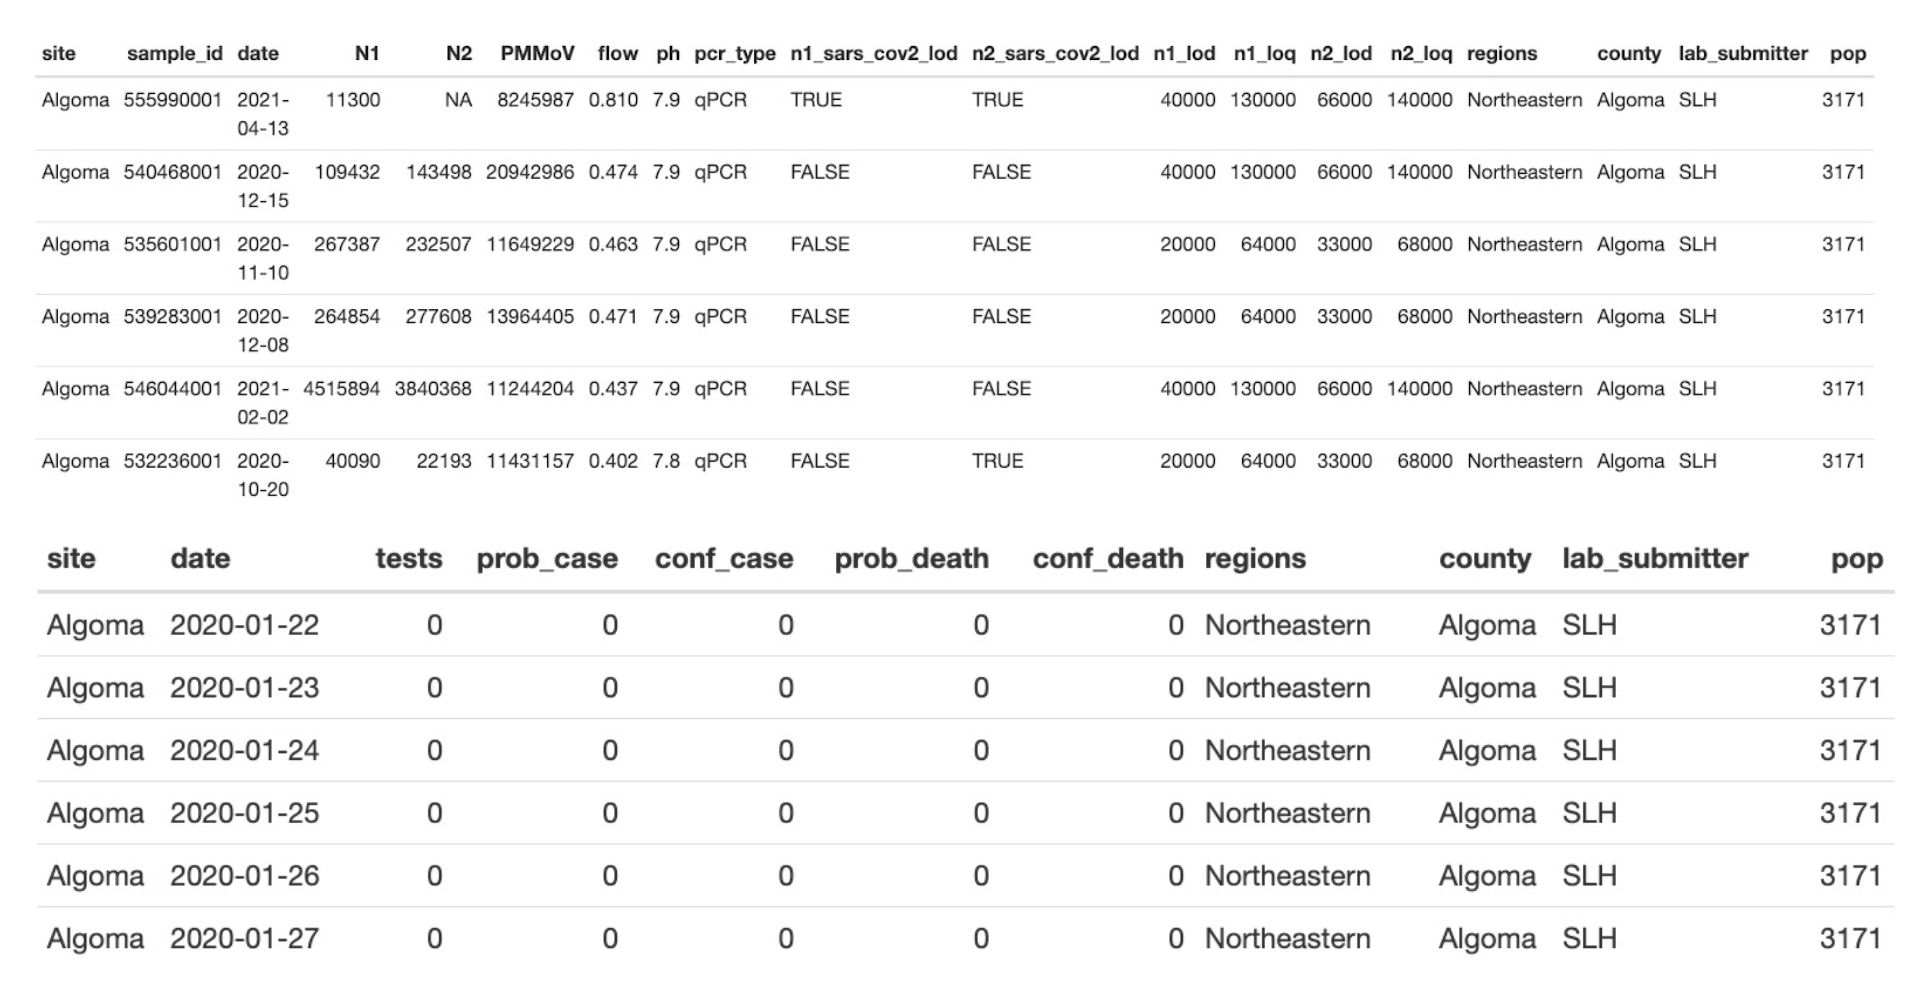 site sample_id date N1 N2 PMMoV flow ph pcr_type n1_sars_cov2_lod n2_sars_cov2_lod n1_lod n1_loq n2_lod n2_loq regions county lab_submitter pop
Algoma 555990001 2021- 11300 NA 8245987 0.810 7.9 qPCR TRUE TRUE 40000 130000 66000 140000 Northeastern Algoma SLH 3171
04-13
Algoma 540468001 2020- 109432 143498 20942986 0.474 7.9 qPCR FALSE FALSE 40000 130000 66000 140000 Northeastern Algoma SLH 3171
12-15
Algoma 535601001 2020- 267387 232507 11649229 0.463 7.9 qPCR FALSE FALSE 20000 64000 33000 68000 Northeastern Algoma SLH 3171
11-10
Algoma 539283001 2020- 264854 277608 13964405 0.471 7.9 qPCR FALSE FALSE 20000 64000 33000 68000 Northeastern Algoma SLH 3171
12-08
Algoma 546044001 2021- 4515894 3840368 11244204 0.437 7.9 qPCR FALSE FALSE 40000 130000 66000 140000 Northeastern Algoma SLH 3171
02-02
Algoma 532236001 2020- 40090 22193 11431157 0.402 7.8 qPCR FALSE TRUE 20000 64000 33000 68000 Northeastern Algoma SLH 3171
10-20
site date tests prob_case conf_case prob_death conf_death regions county lab_submitter pop
Algoma 2020-01-22 0 0 0 0 0 Northeastern Algoma SLH 3171
Algoma 2020-01-23 0 0 0 0 0 Northeastern Algoma SLH 3171
Algoma 2020-01-24 0 0 0 0 0 Northeastern Algoma SLH 3171
Algoma 2020-01-25 0 0 0 0 0 Northeastern Algoma SLH 3171
Algoma 2020-01-26 0 0 0 0 0 Northeastern Algoma SLH 3171
Algoma 2020-01-27 0 0 0 0 0 Northeastern Algoma SLH 3171